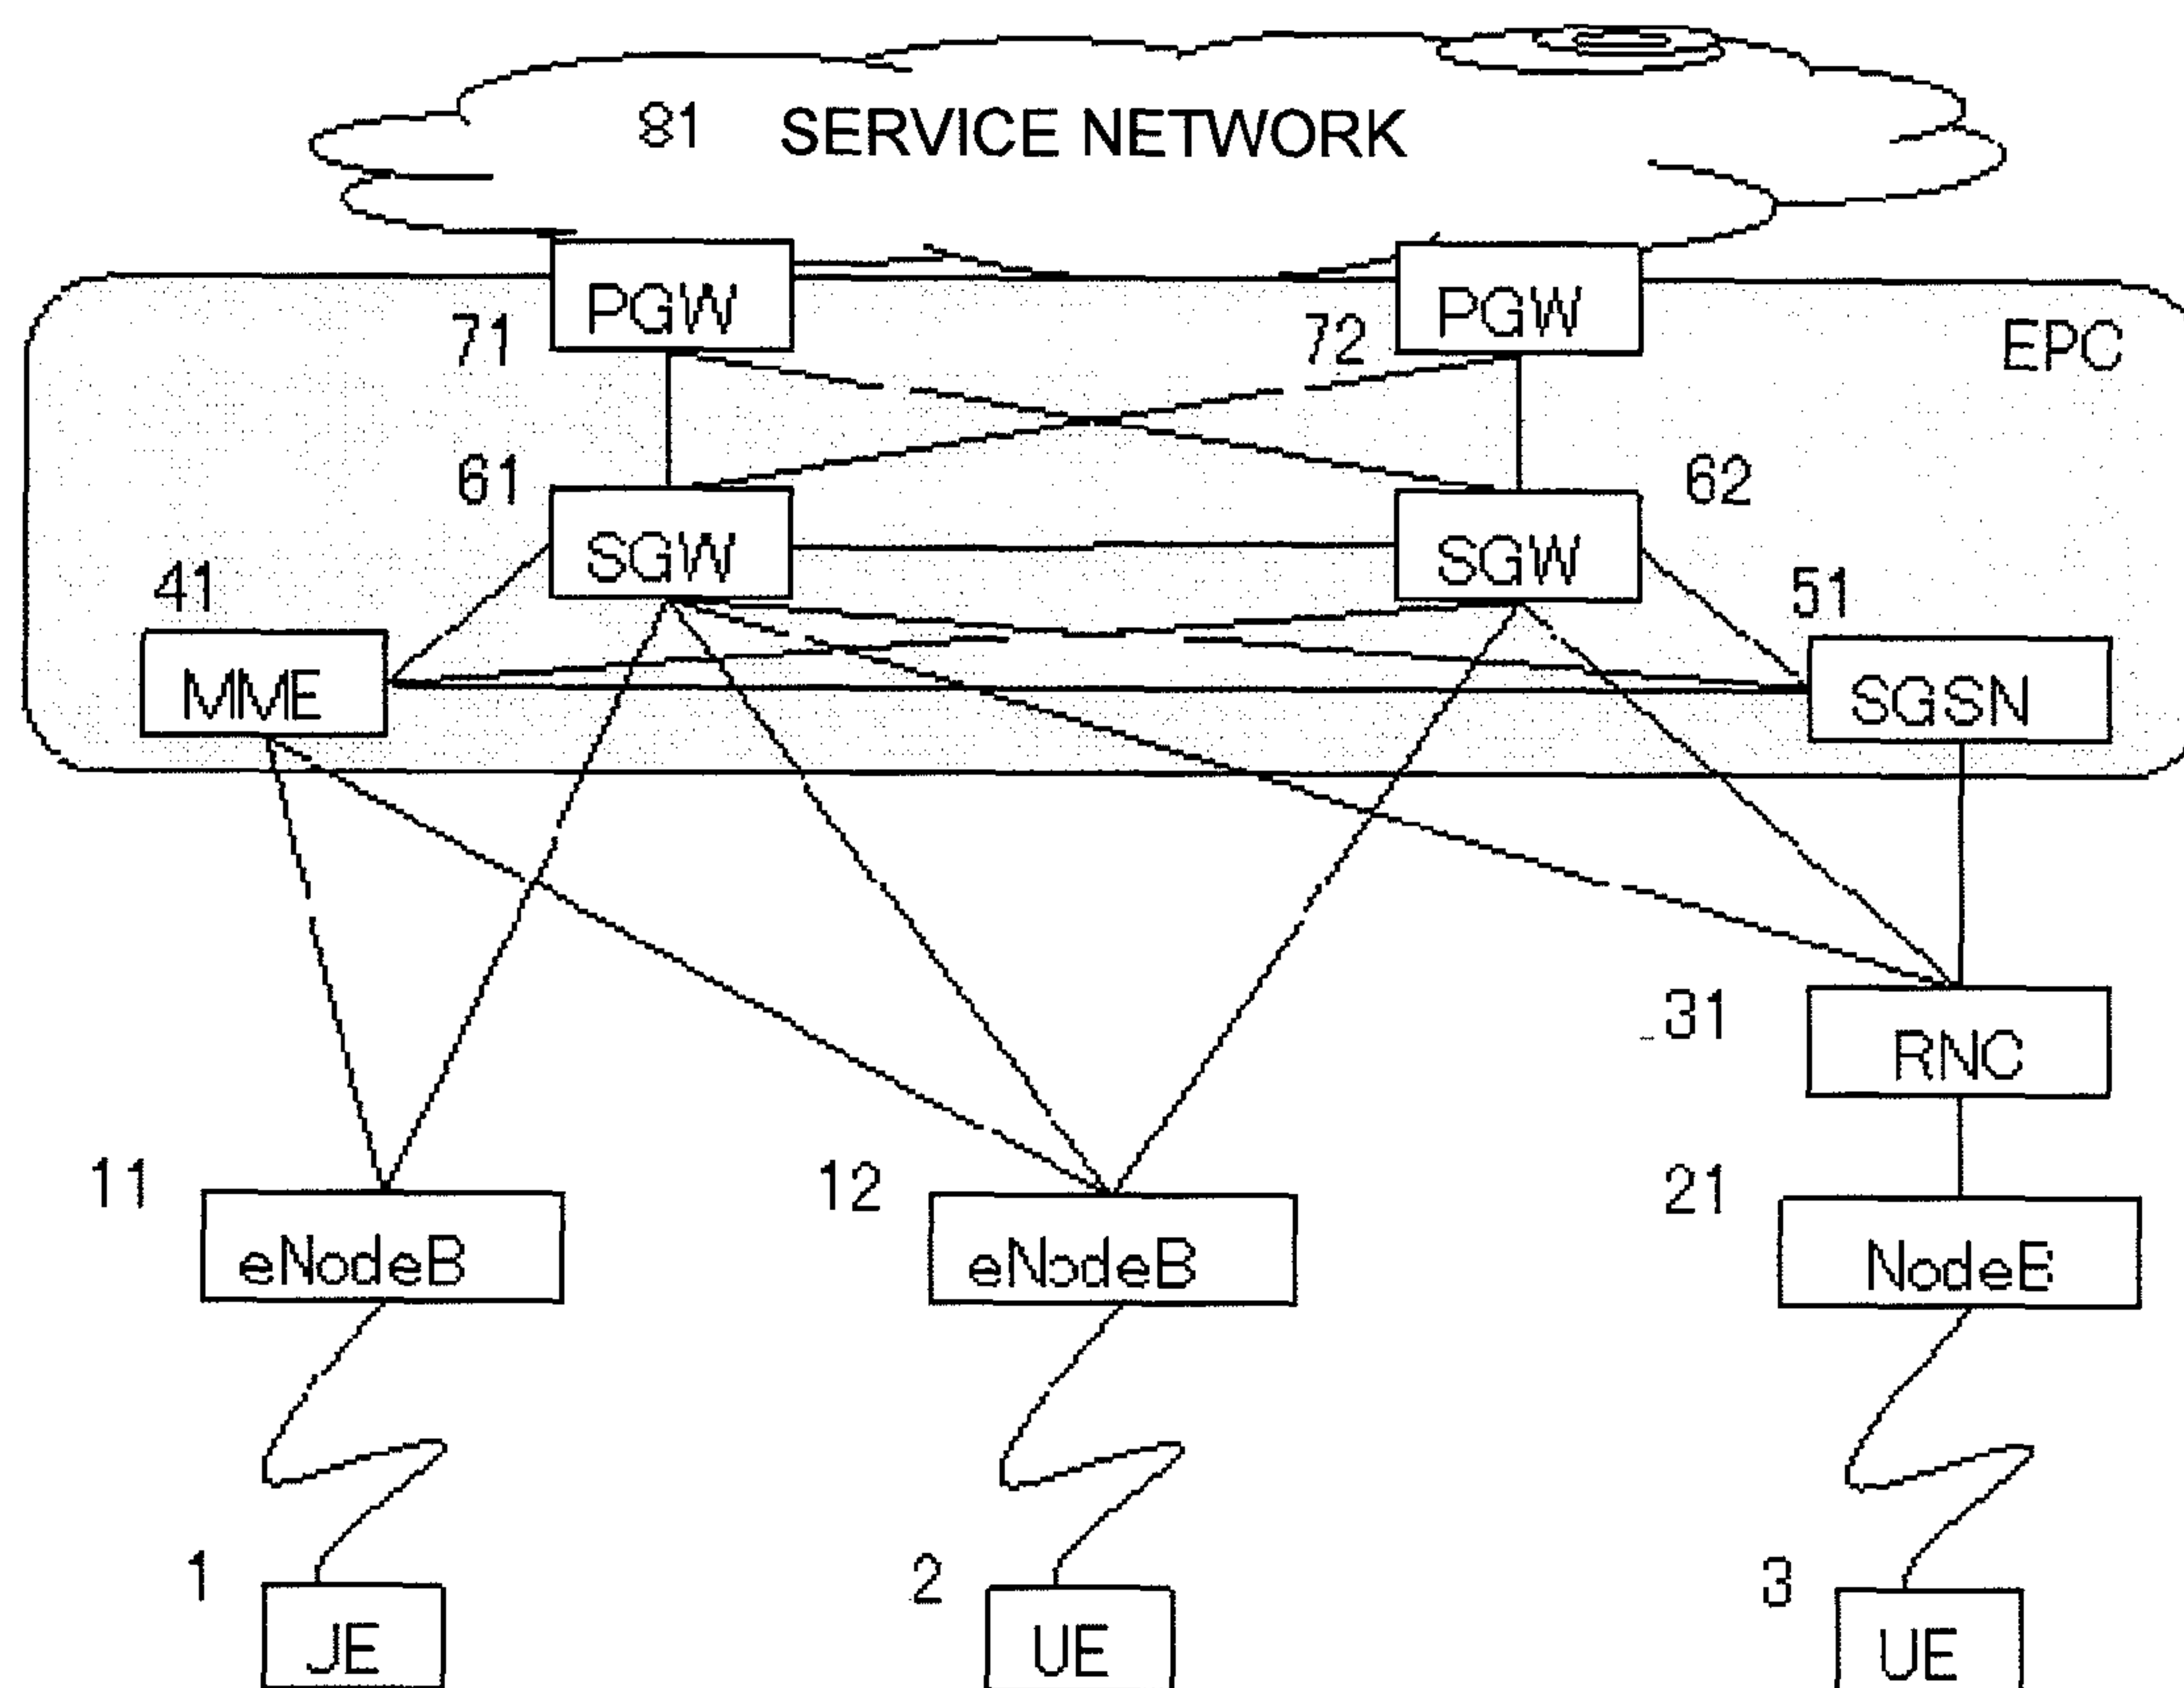 81 SERVICE NETWORK
PGW
PGW
71
72
EPC
61
62
SGW
SGW
41
51
MME
SGSN
31
RNC
11
12
21
eNodeB
eNodeB
NodeB
1
2
3
JE
UE
UE